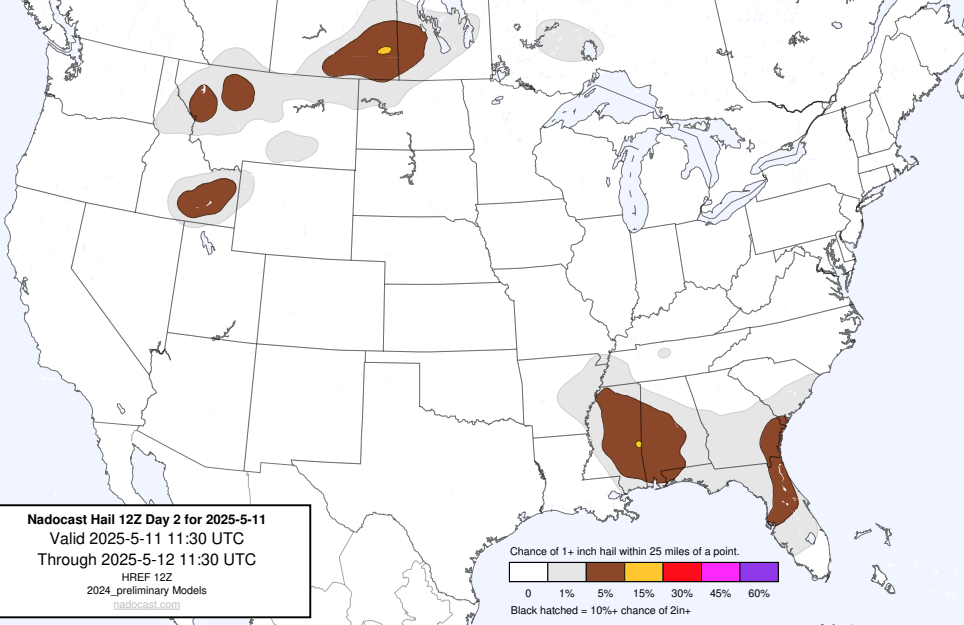 Nadocast Hail 12Z Day 2 for 2025-5-11
Valid 2025-5-11 11:30 UTC
Through 2025-5-12 11:30 UTC
HREF 12Z
2024_preliminary Models
nadocast.com
Chance of 1+ inch hail within 25 miles of a point.
0 1% 5% 15% 30% 45% 60%
Black hatched = 10%+ chance of 2in+